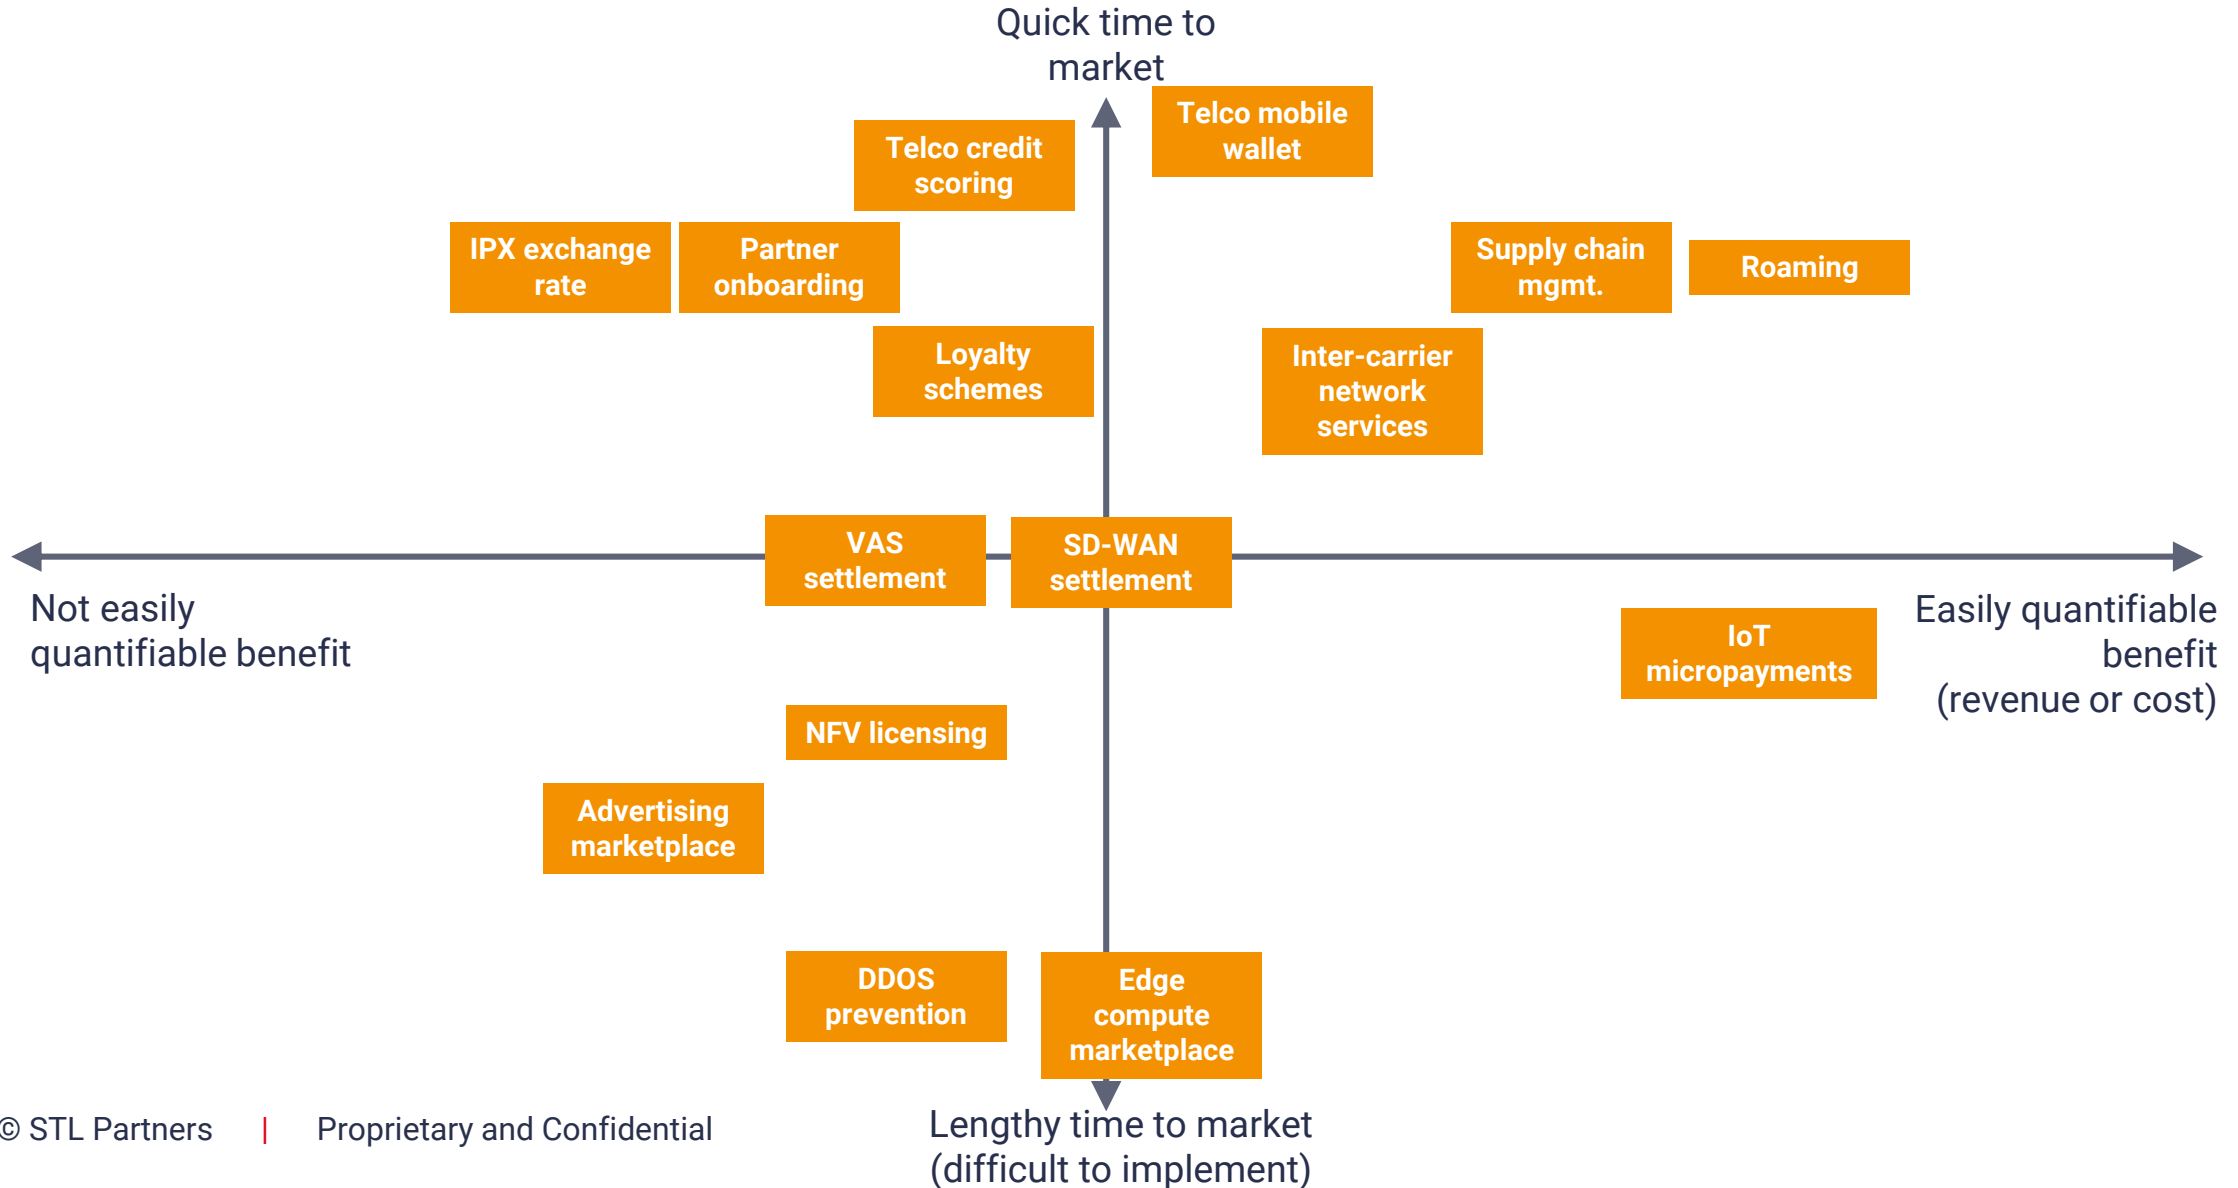 Quick time to
market
Telco mobile
wallet
Telco credit
scoring
IPX exchange
rate
Partner
onboarding
Supply chain
mgmt.
Roaming
Loyalty
schemes
Inter-carrier
network
services
VAS
settlement
SD-WAN
settlement
Not easily
quantifiable benefit
Easily quantifiable
benefit
(revenue or cost)
IoT
micropayments
NFV licensing
Advertising
marketplace
DDOS
prevention
Edge
compute
marketplace
© STL Partners | Proprietary and Confidential
Lengthy time to market
(difficult to implement)